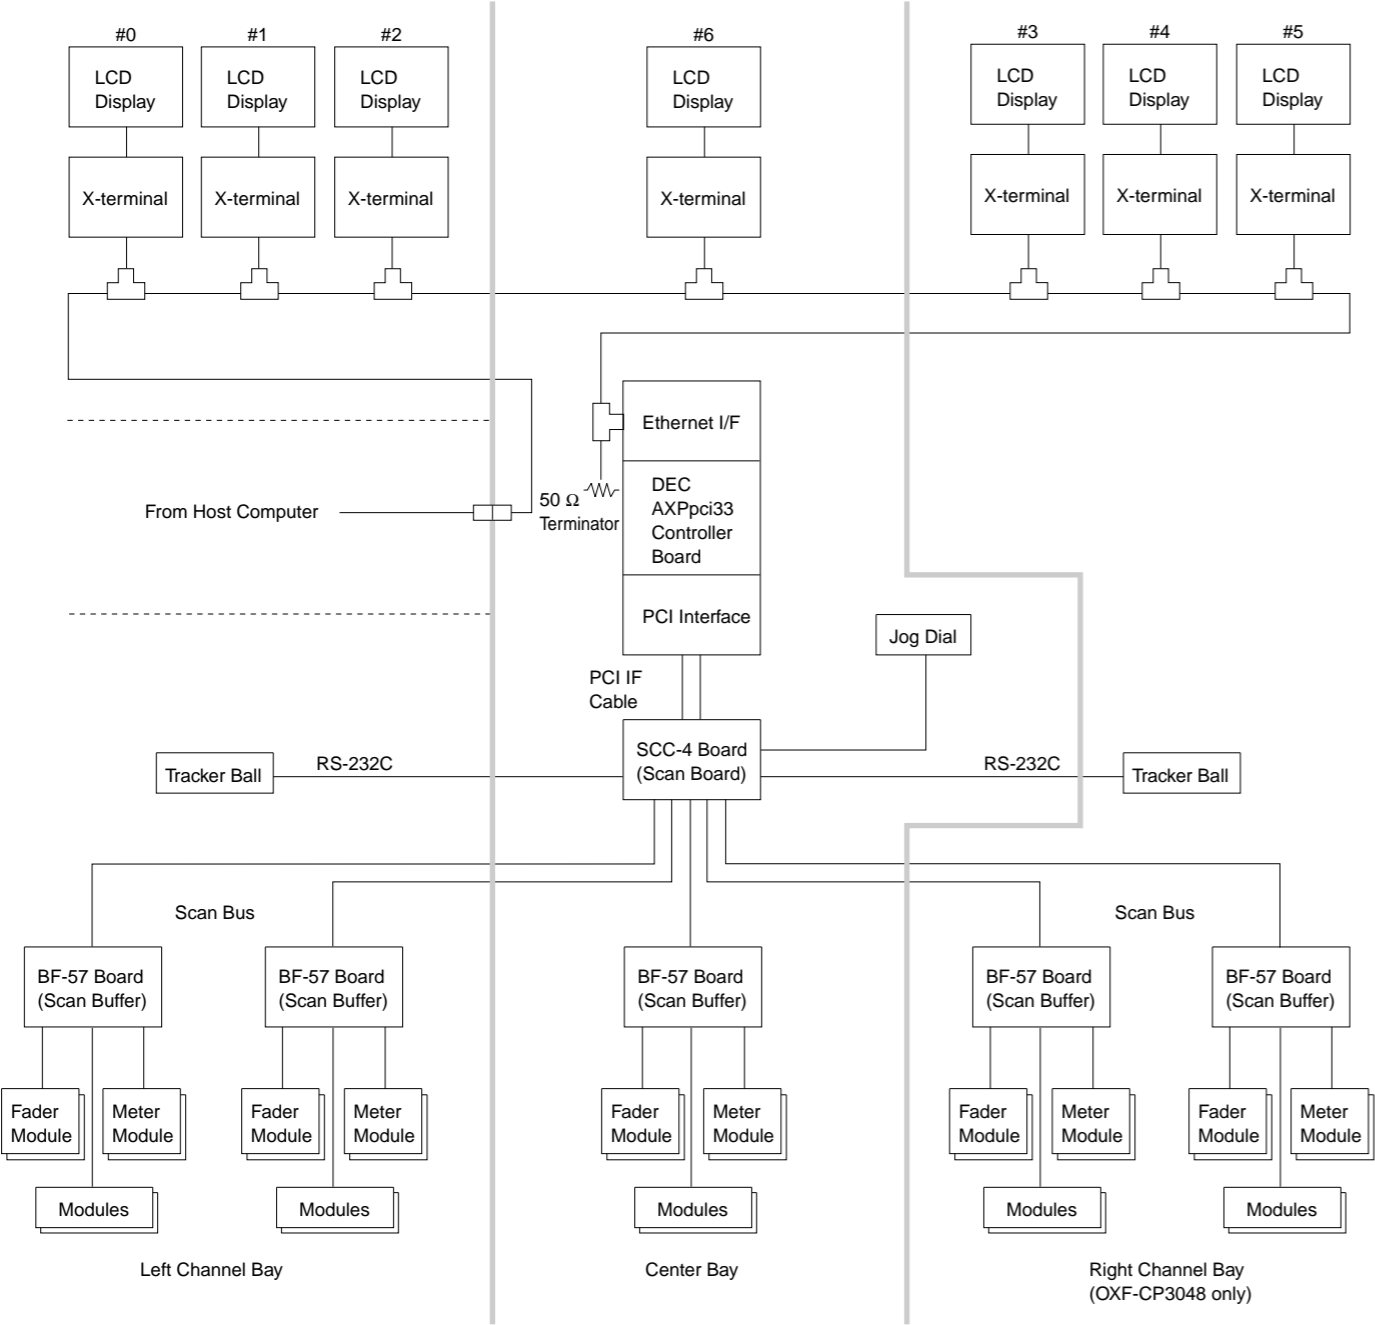 #0
#1
#2
#6
#3
#4
#5
LCD
Display
LCD
Display
LCD
Display
LCD
Display
LCD
Display
LCD
Display
LCD
Display
X-terminal
X-terminal
X-terminal
X-terminal
X-terminal
X-terminal
X-terminal
Ethernet I/F
From Host Computer
50 Ω
Terminator
DEC
AXPpci33
Controller
Board
PCI Interface
Jog Dial
PCI IF
Cable
SCC-4 Board
(Scan Board)
Tracker Ball
RS-232C
RS-232C
Tracker Ball
Scan Bus
Scan Bus
BF-57 Board
(Scan Buffer)
BF-57 Board
(Scan Buffer)
BF-57 Board
(Scan Buffer)
BF-57 Board
(Scan Buffer)
BF-57 Board
(Scan Buffer)
Fader
Module
Meter
Module
Fader
Module
Meter
Module
Fader
Module
Meter
Module
Fader
Module
Meter
Module
Fader
Module
Meter
Module
Modules
Modules
Modules
Modules
Modules
Left Channel Bay
Center Bay
Right Channel Bay
(OXF-CP3048 only)